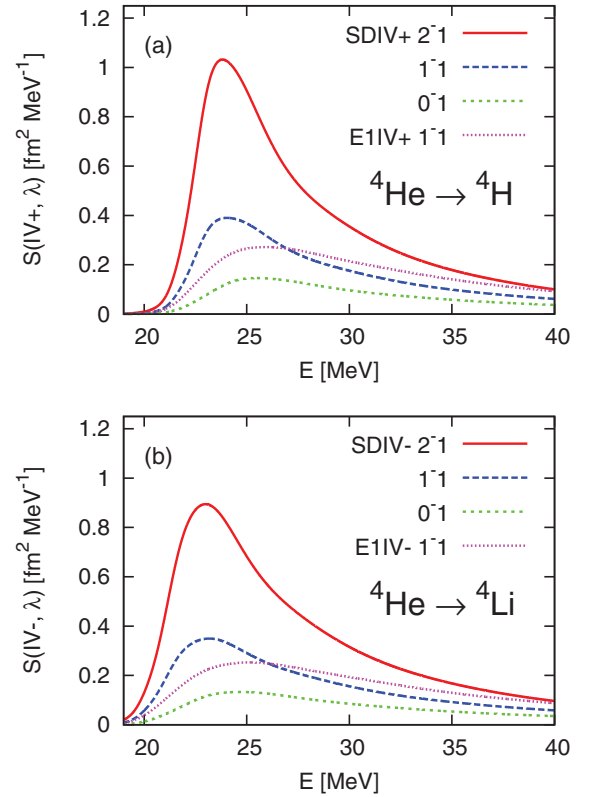 (a)
SDIV+ 2⁻1
1⁻1
0⁻1
E1IV+ 1⁻1
⁴He → ⁴H
S(IV+, λ) [fm² MeV⁻¹]
1.2
1
0.8
0.6
0.4
0.2
0
20 25 30 35 40
E [MeV]
(b)
SDIV- 2⁻1
1⁻1
0⁻1
E1IV- 1⁻1
⁴He → ⁴Li
S(IV-, λ) [fm² MeV⁻¹]
1.2
1
0.8
0.6
0.4
0.2
0
20 25 30 35 40
E [MeV]